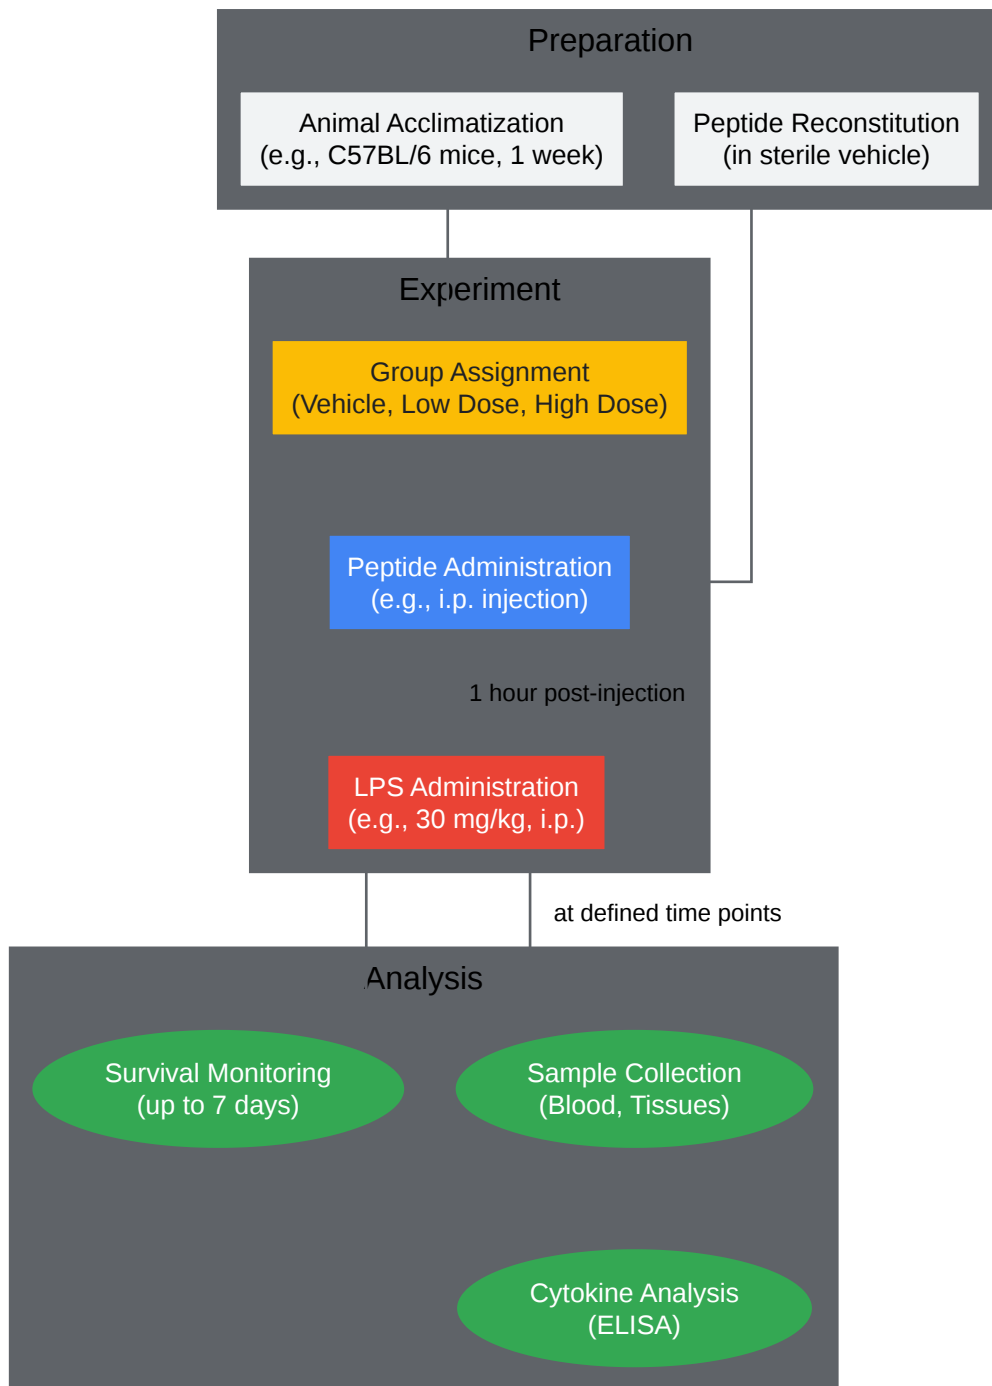 Preparation
Animal Acclimatization
(e.g., C57BL/6 mice, 1 week)
Peptide Reconstitution
(in sterile vehicle)
Experiment
Group Assignment
(Vehicle, Low Dose, High Dose)
Peptide Administration
(e.g., i.p. injection)
1 hour post-injection
LPS Administration
(e.g., 30 mg/kg, i.p.)
at defined time points
Analysis
Survival Monitoring
(up to 7 days)
Sample Collection
(Blood, Tissues)
Cytokine Analysis
(ELISA)